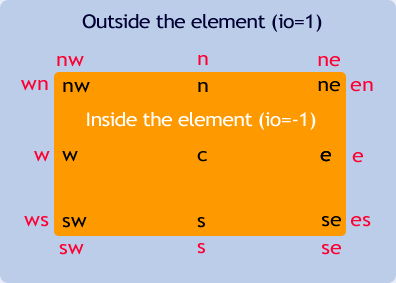 Outside the element (io=1)
nw n ne
wn nw n ne en
Inside the element (io=-1)
w w c e e
ws sw s se es
sw s se